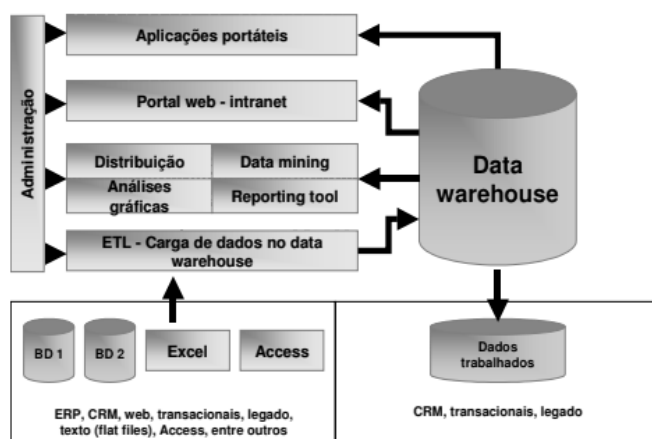 Administração
Aplicações portáteis
Portal web - intranet
Distribuição
Data mining
Análises
gráficas
Reporting tool
ETL - Carga de dados no data
warehouse
Data
warehouse
BD 1
BD 2
Excel
Access
ERP, CRM, web, transacionais, legado,
texto (flat files), Access, entre outros
Dados
trabalhados
CRM, transacionais, legado